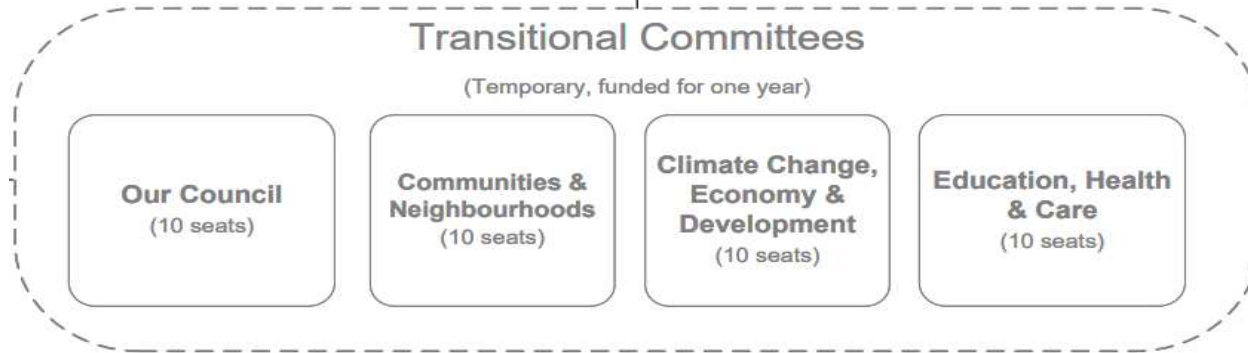 Transitional Committees
(Temporary, funded for one year)
Our Council
(10 seats)
Communities &
Neighbourhoods
(10 seats)
Climate Change,
Economy &
Development
(10 seats)
Education, Health
& Care
(10 seats)